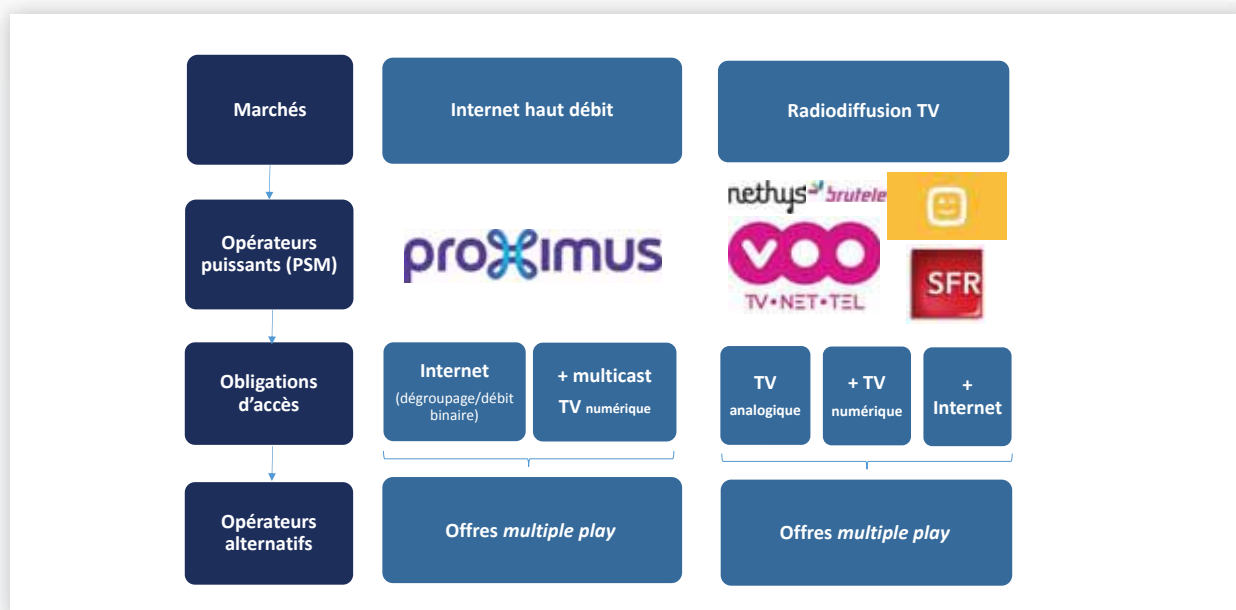 Marchés
Internet haut débit
Radiodiffusion TV
Opérateurs
puissants (PSM)
proximus
nethys brutele
VOO
TV•NET•TEL
SFR
Obligations
d'accès
Internet
(dégroupage/débit
binaire)
+ multicast
TV numérique
TV
analogique
+ TV
numérique
+
Internet
Opérateurs
alternatifs
Offres multiple play
Offres multiple play